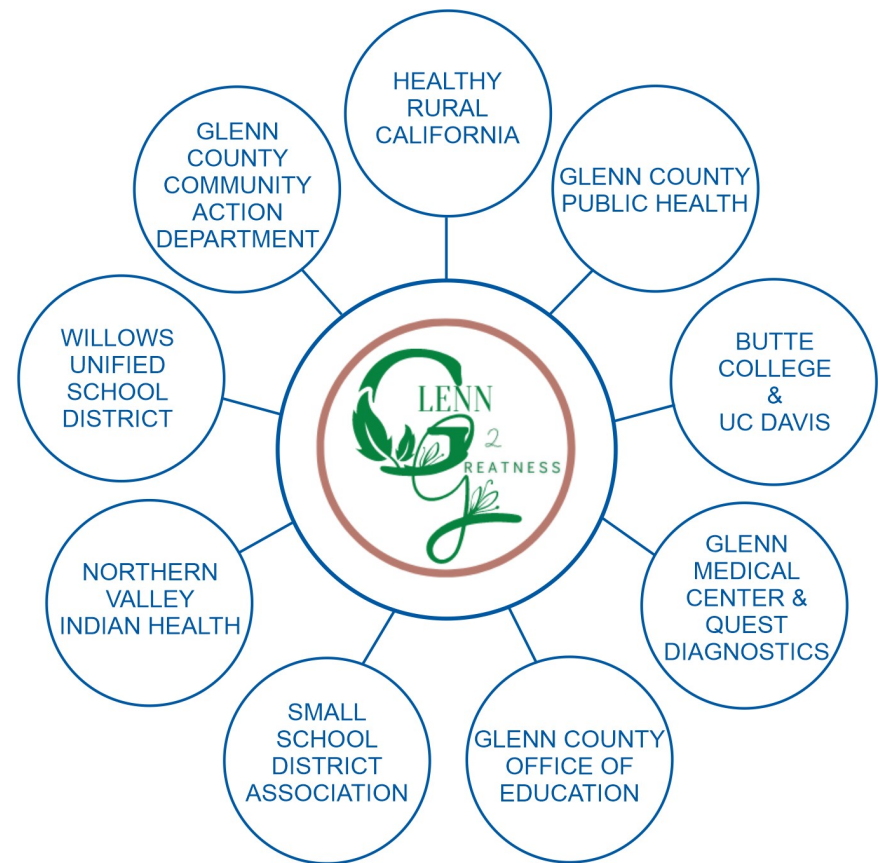 HEALTHY
RURAL
CALIFORNIA
GLENN COUNTY
PUBLIC HEALTH
BUTTE
COLLEGE
&
UC DAVIS
GLENN
MEDICAL
CENTER &
QUEST
DIAGNOSTICS
GLENN COUNTY
OFFICE OF
EDUCATION
SMALL
SCHOOL
DISTRICT
ASSOCIATION
NORTHERN
VALLEY
INDIAN HEALTH
WILLOWS
UNIFIED
SCHOOL
DISTRICT
GLENN
COUNTY
COMMUNITY
ACTION
DEPARTMENT
GLENN
2
GREATNESS